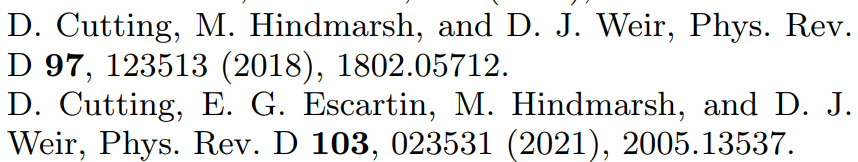 D. Cutting, M. Hindmarsh, and D. J. Weir, Phys. Rev.
D 97, 123513 (2018), 1802.05712.
D. Cutting, E. G. Escartin, M. Hindmarsh, and D. J.
Weir, Phys. Rev. D 103, 023531 (2021), 2005.13537.